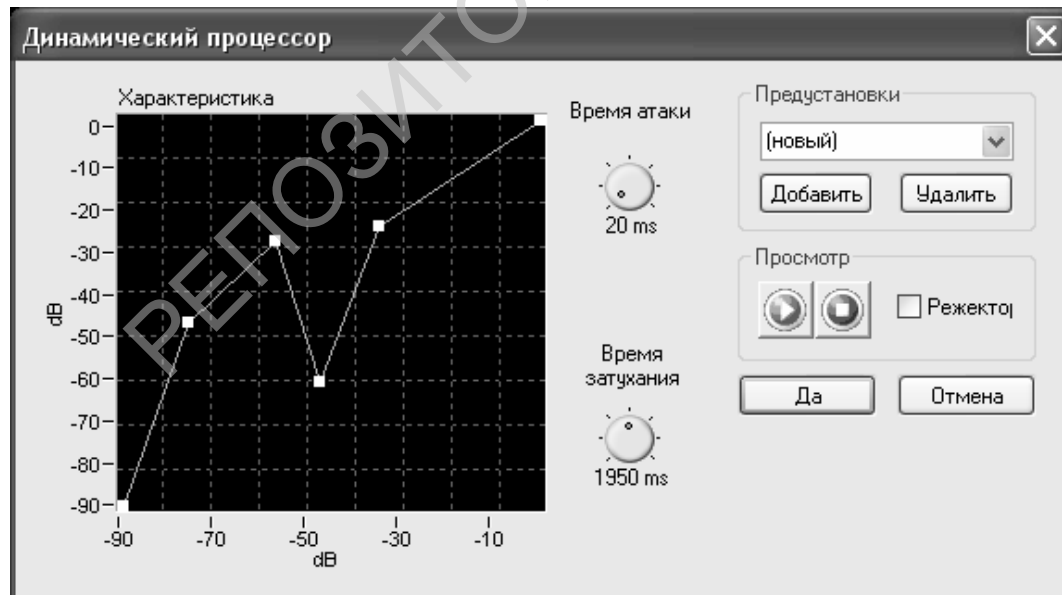 Динамический процессор
Характеристика
0
-10
-20
-30
-40
-50
-60
-70
-80
-90
dB
-90 -70 -50 -30 -10
dB
Время атаки
20 ms
Время
затухания
1950 ms
Предустановки
(новый)
Добавить Удалить
Просмотр
Режектор
Да Отмена
РЕПОЗИТО